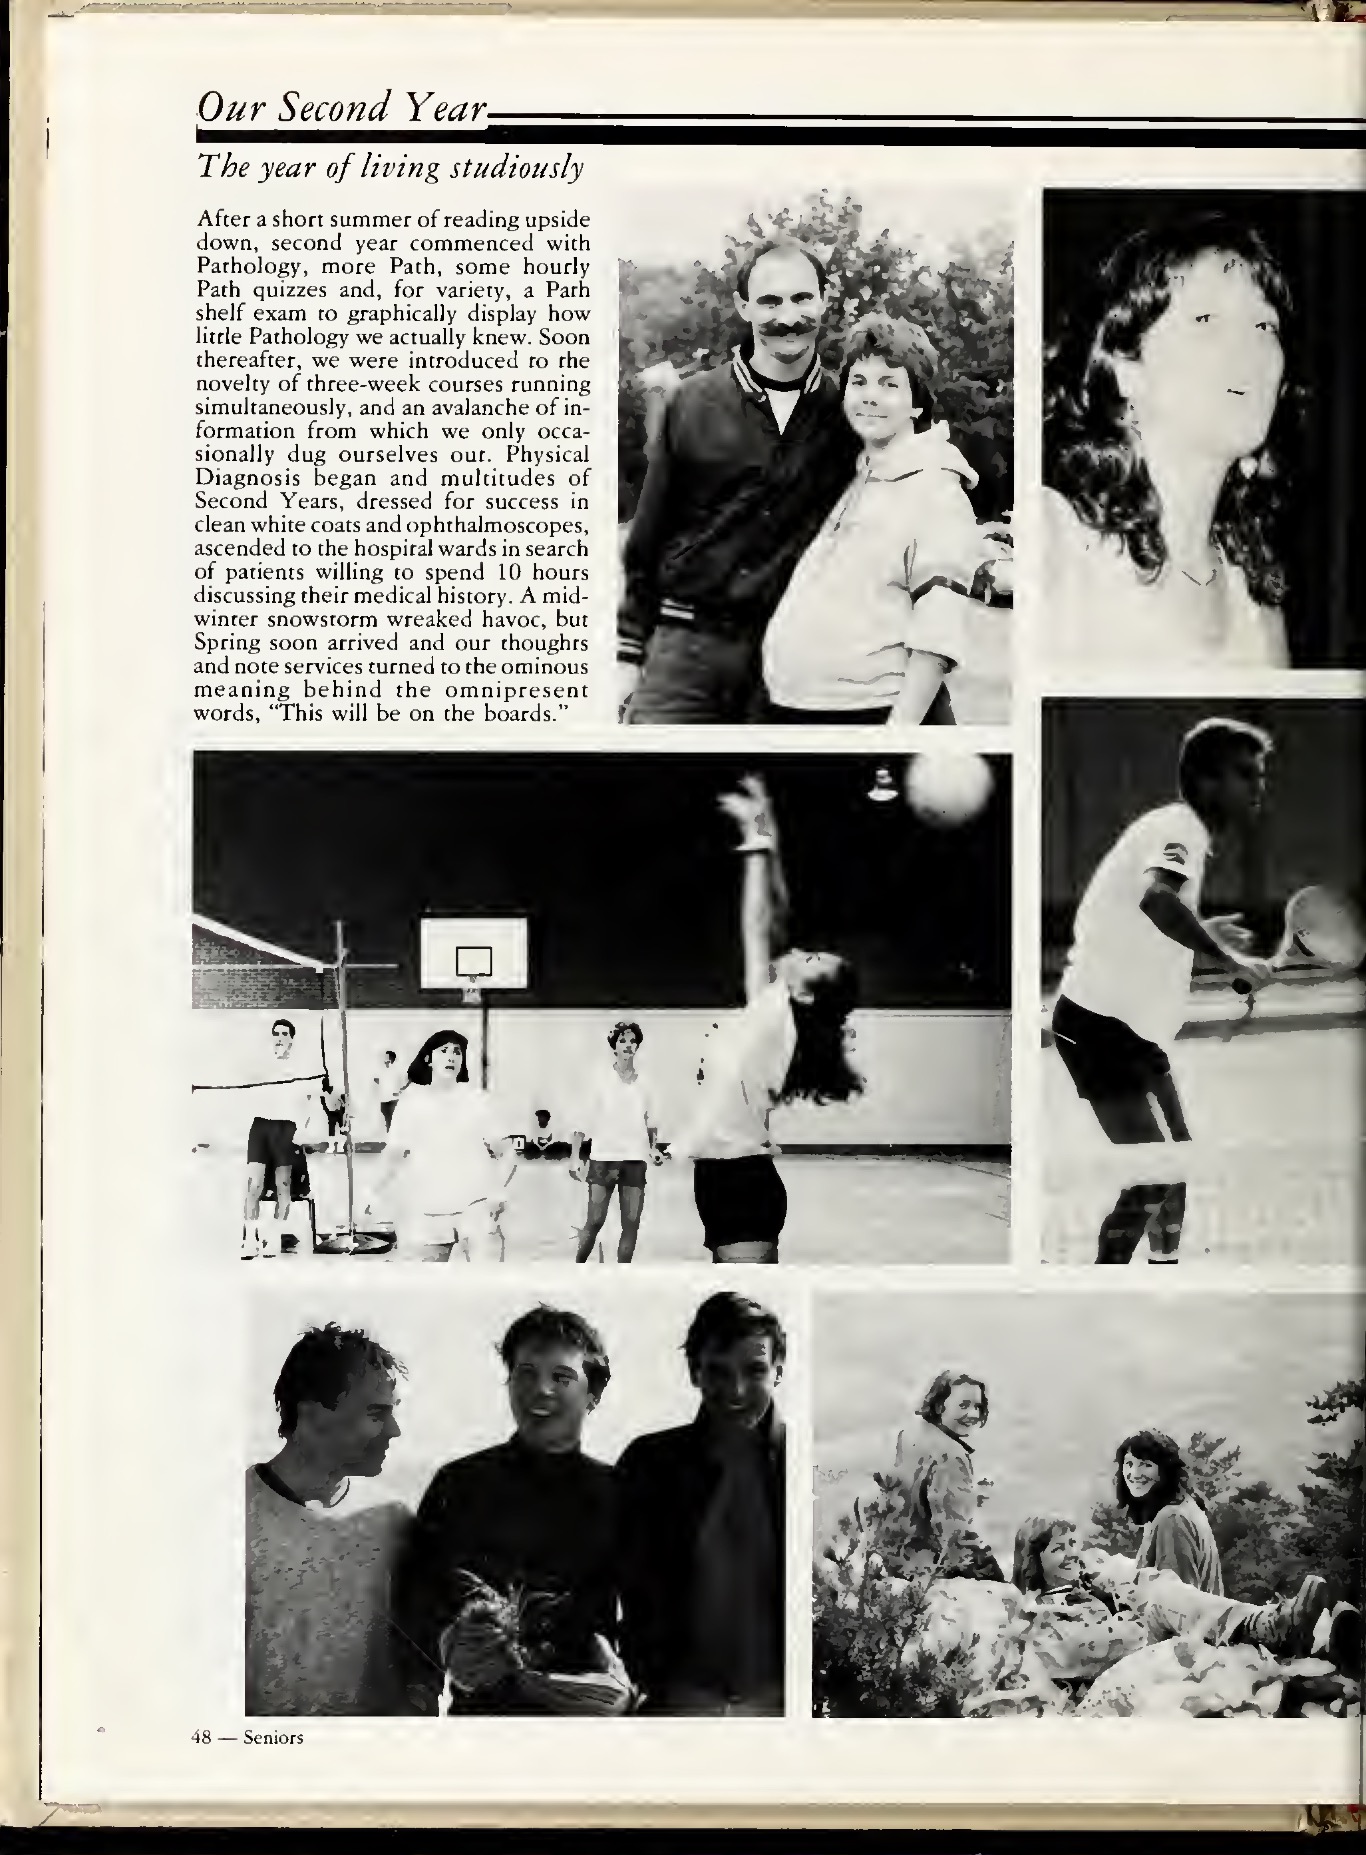 Our Second Year
The year of living studiously
After a short summer of reading upside
down, second year commenced with
Pathology, more Path, some hourly
Path quizzes and, for variety, a Path
shelf exam to graphically display how
little Pathology we actually knew. Soon
thereafter, we were introduced to the
novelty of three-week courses running
simultaneously, and an avalanche of in-
formation from which we only occa-
sionally dug ourselves out. Physical
Diagnosis began and multitudes of
Second Years, dressed for success in
clean white coats and ophthalmoscopes,
ascended to the hospital wards in search
of patients willing to spend 10 hours
discussing their medical history. A mid-
winter snowstorm wreaked havoc, but
Spring soon arrived and our thoughts
and note services turned to the ominous
meaning behind the omnipresent
words, "This will be on the boards."
48 — Seniors